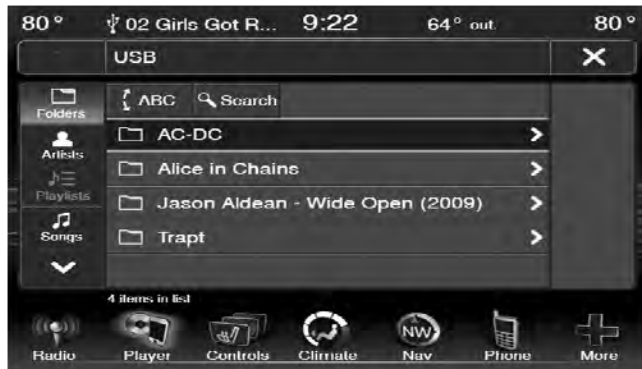 80° 02 Girls Got R... 9:22 64° out. 80°
USB
Folders
ABC Search
AC-DC
Artists
Alice in Chains
Playlists
Jason Aldean - Wide Open (2009)
Songs
Trapt
4 items in list
NW
Radio Player Controls Climate Nav Phone More